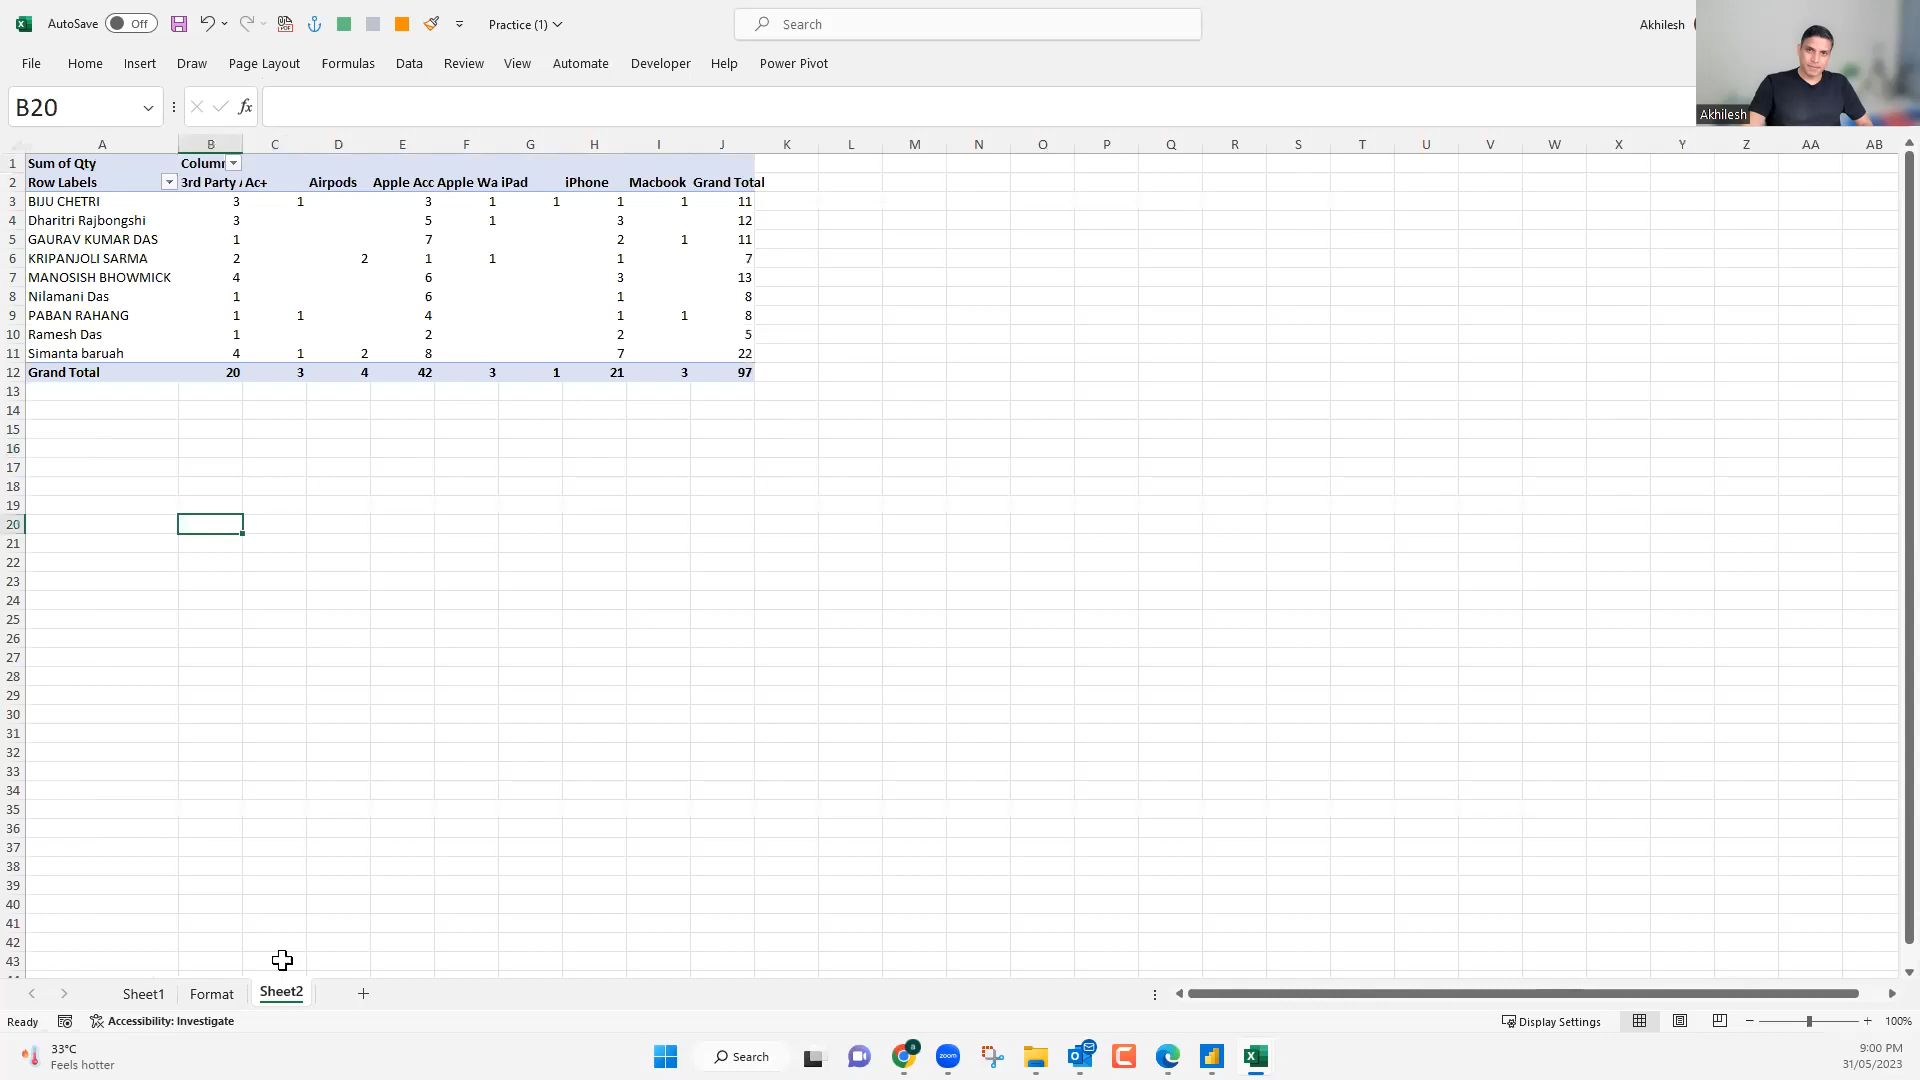 AutoSave Off Practice (1) Search Akhilesh
File Home Insert Draw Page Layout Formulas Data Review View Automate Developer Help Power Pivot
B20 fx
Akhilesh
A B C D E F G H I J K L M N O P Q R S T U V W X Y Z AA AB
1 Sum of Qty Column
2 Row Labels 3rd Party Ac+ Airpods Apple Acc Apple Wa iPad iPhone Macbook Grand Total
3 BIJU CHETRI 3 1 3 1 1 1 1 11
4 Dharitri Rajbongshi 3 5 1 3 12
5 GAURAV KUMAR DAS 1 7 2 1 11
6 KRIPANJOLI SARMA 2 2 1 1 1 7
7 MANOSISH BHOWMICK 4 6 3 13
8 Nilamani Das 1 6 1 8
9 PABAN RAHANG 1 1 4 1 1 8
10 Ramesh Das 1 2 2 5
11 Simanta baruah 4 1 2 8 7 22
12 Grand Total 20 3 4 42 3 1 21 3 97
13
14
15
16
17
18
19
20
21
22
23
24
25
26
27
28
29
30
31
32
33
34
35
36
37
38
39
40
41
42
43
Sheet1 Format Sheet2
Ready Accessibility: Investigate Display Settings 100%
33°C
Feels hotter
Search
zoom
9:00 PM
31/05/2023